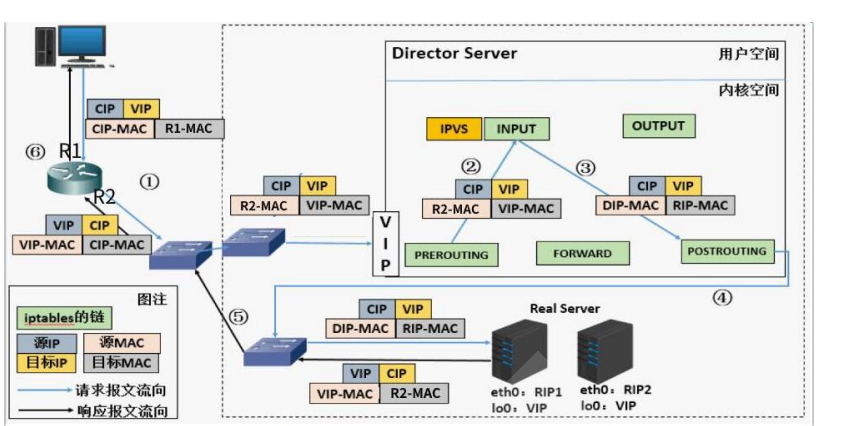 Director Server
用户空间
内核空间
CIP VIP
CIP-MAC R1-MAC
IPVS INPUT
OUTPUT
⑥ R1
①
②
③
R2
CIP VIP
R2-MAC VIP-MAC
CIP VIP
R2-MAC VIP-MAC
CIP VIP
DIP-MAC RIP-MAC
VIP CIP
VIP-MAC CIP-MAC
VIP
PREROUTING
FORWARD
POSTROUTING
④
图注
iptables的链
源IP 源MAC
目标IP 目标MAC
请求报文流向
响应报文流向
⑤
CIP VIP
DIP-MAC RIP-MAC
Real Server
VIP CIP
VIP-MAC R2-MAC
eth0：RIP1
lo0：VIP
eth0：RIP2
lo0：VIP